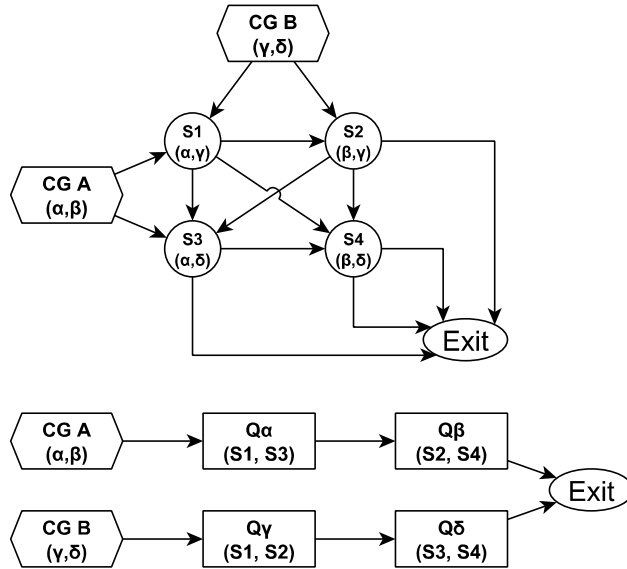 CG B
(γ,δ)
S1
(α,γ)
S2
(β,γ)
CG A
(α,β)
S3
(α,δ)
S4
(β,δ)
Exit
CG A
(α,β)
Qα
(S1, S3)
Qβ
(S2, S4)
Exit
CG B
(γ,δ)
Qγ
(S1, S2)
Qδ
(S3, S4)